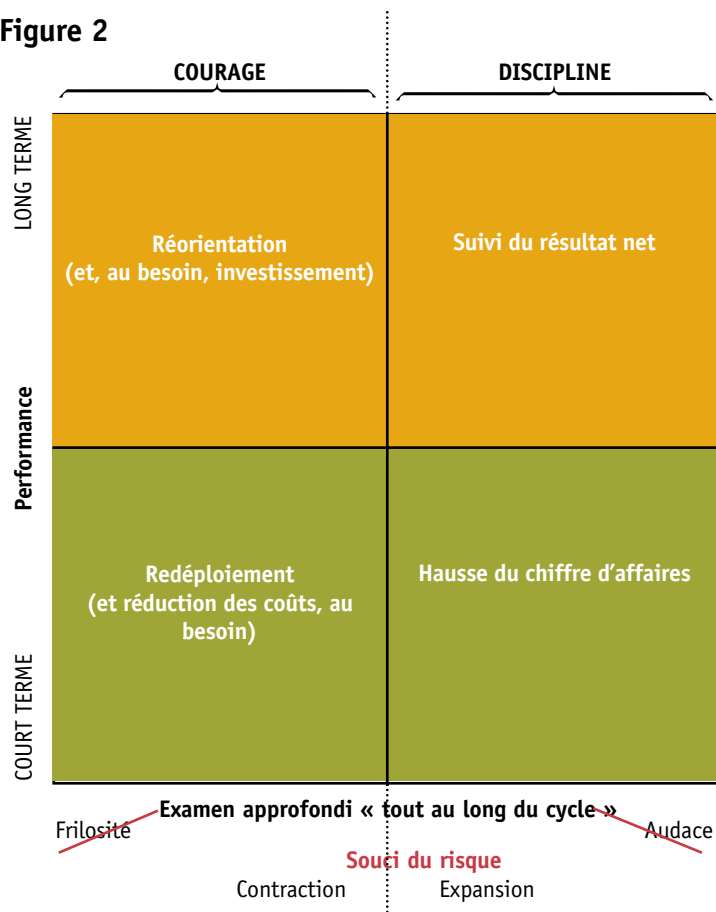 Figure 2
COURAGE
DISCIPLINE
LONG TERME
Réorientation
(et, au besoin, investissement)
Suivi du résultat net
Performance
Redéploiement
(et réduction des coûts, au
besoin)
Hausse du chiffre d’affaires
COURT TERME
Examen approfondi « tout au long du cycle »
Frilosité
Audace
Souci du risque
Contraction
Expansion